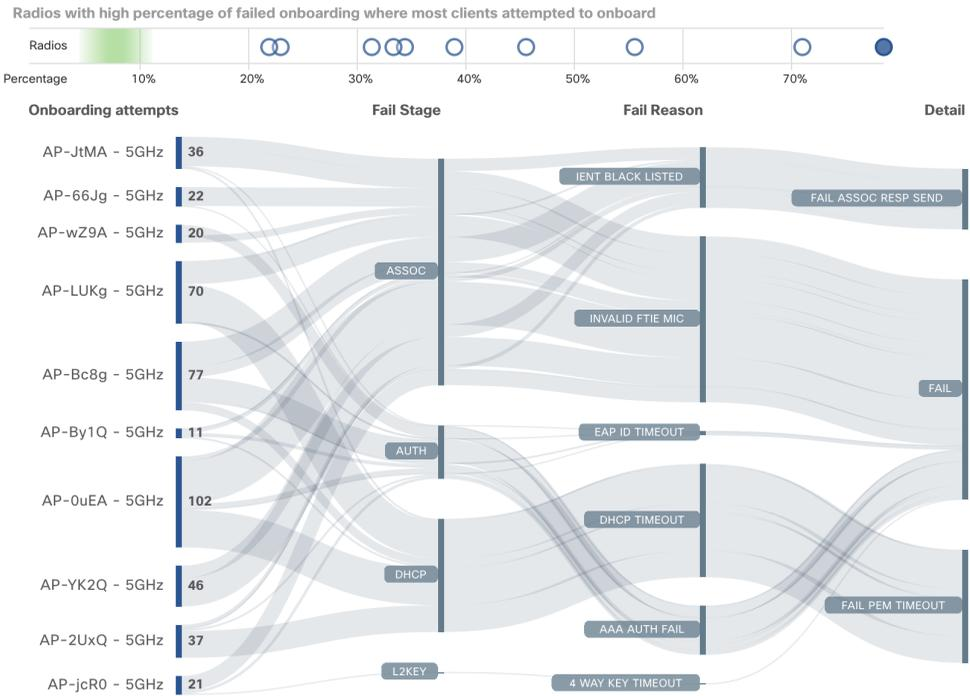 Radios with high percentage of failed onboarding where most clients attempted to onboard
Radios
Percentage 10% 20% 30% 40% 50% 60% 70%
Onboarding attempts Fail Stage Fail Reason Detail
AP-JtMA - 5GHz 36
IENT BLACK LISTED
AP-66Jg - 5GHz 22
FAIL ASSOC RESP SEND
AP-wZ9A - 5GHz 20
ASSOC
AP-LUKg - 5GHz 70
INVALID FTIE MIC
AP-Bc8g - 5GHz 77
FAIL
AP-By1Q - 5GHz 11
EAP ID TIMEOUT
AUTH
AP-0uEA - 5GHz 102
DHCP TIMEOUT
DHCP
AP-YK2Q - 5GHz 46
FAIL PEM TIMEOUT
AAA AUTH FAIL
AP-2UxQ - 5GHz 37
L2KEY
AP-jcR0 - 5GHz 21
4 WAY KEY TIMEOUT